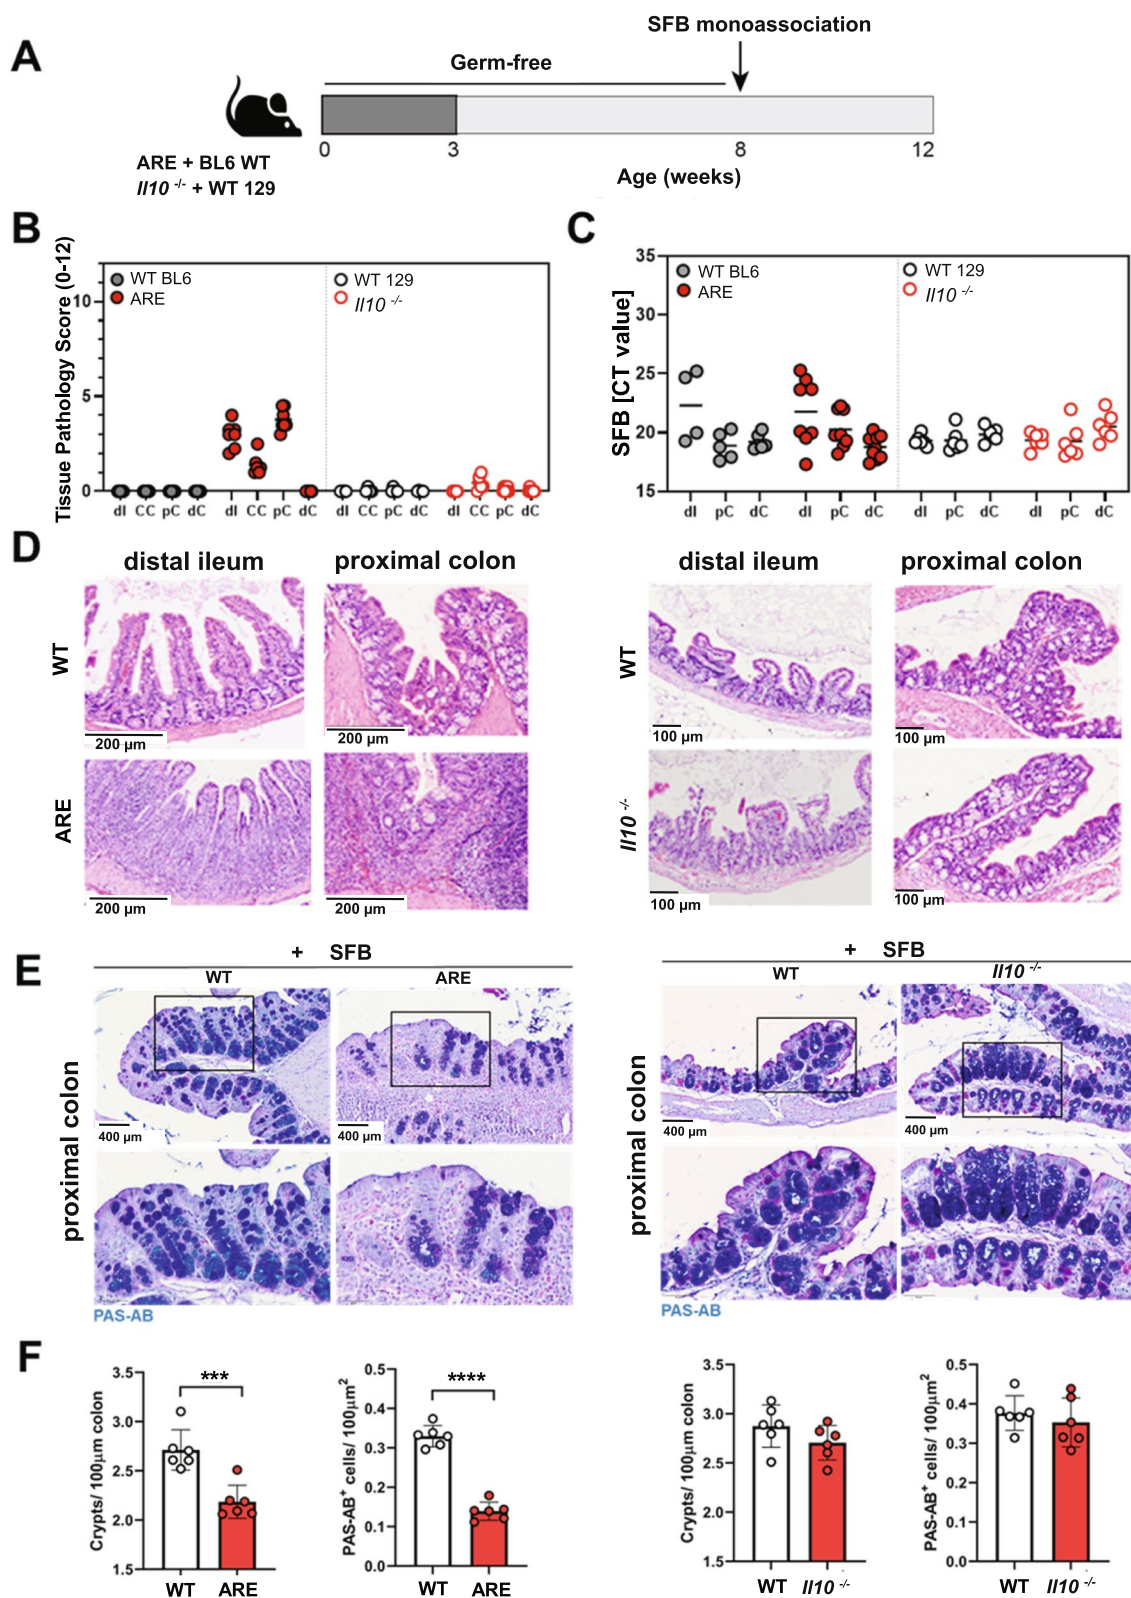 A
SFB monoassociation
Germ-free
0 3 8 12
ARE + BL6 WT
Il10 -/- + WT 129
Age (weeks)
B
Tissue Pathology Score (0-12)
WT BL6
ARE
WT 129
Il10 -/-
10
5
0
dI CC pC dC dI CC pC dC dI CC pC dC dI CC pC dC
C
SFB [CT value]
WT BL6
ARE
WT 129
Il10 -/-
35
30
25
20
15
dI pC dC dI pC dC dI pC dC dI pC dC
D
distal ileum proximal colon distal ileum proximal colon
WT
200 µm 200 µm
WT
100 µm 100 µm
ARE
200 µm 200 µm
Il10 -/-
100 µm 100 µm
E
+ SFB
WT ARE
proximal colon
400 µm 400 µm
PAS-AB
+ SFB
WT Il10 -/-
proximal colon
400 µm 400 µm
PAS-AB
F
Crypts/ 100µm colon
3.5
3.0
2.5
2.0
1.5
***
WT ARE
PAS-AB+ cells/ 100µm2
0.5
0.4
0.3
0.2
0.1
0.0
****
WT ARE
Crypts/ 100µm colon
3.5
3.0
2.5
2.0
1.5
WT Il10 -/-
PAS-AB+ cells/ 100µm2
0.5
0.4
0.3
0.2
0.1
0.0
WT Il10 -/-